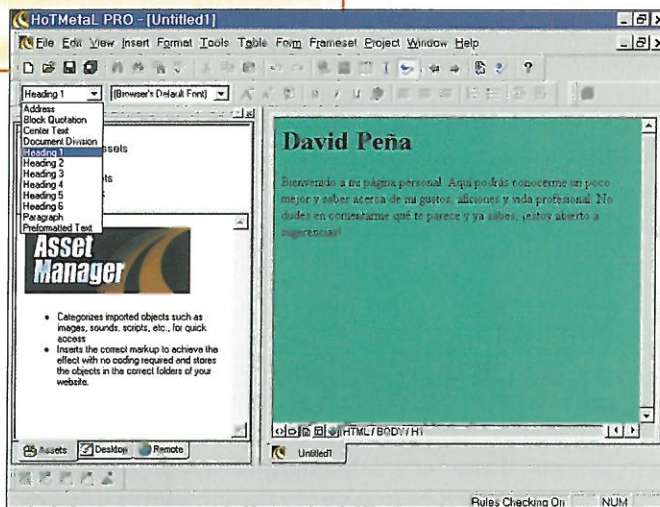 HoTMetaL PRO - [Untitled1]
File Edit View Insert Format Tools Table Form Frameset Project Window Help
Heading 1
[Browser's Default Font]
Address
Block Quotation
Center Text
Document Division
Heading 1
Heading 2
Heading 3
Heading 4
Heading 5
Heading 6
Paragraph
Preformatted Text
Asset
Manager
• Categorizes imported objects such as
images, sounds, scripts, etc., for quick
access
• Inserts the correct markup to achieve the
effect with no coding required and stores
the objects in the correct folders of your
website.
Assets Desktop Remote
David Peña
Bienvenido a mi página personal. Aquí podrás conocerme un poco
mejor y saber acerca de mi gustos, aficiones y vida profesional. No
dudes en comentarme qué te parece y ya sabes, ¡estoy abierto a
sugerencias!
HTML / BODY / H1
Untitled1
Rules Checking On NUM